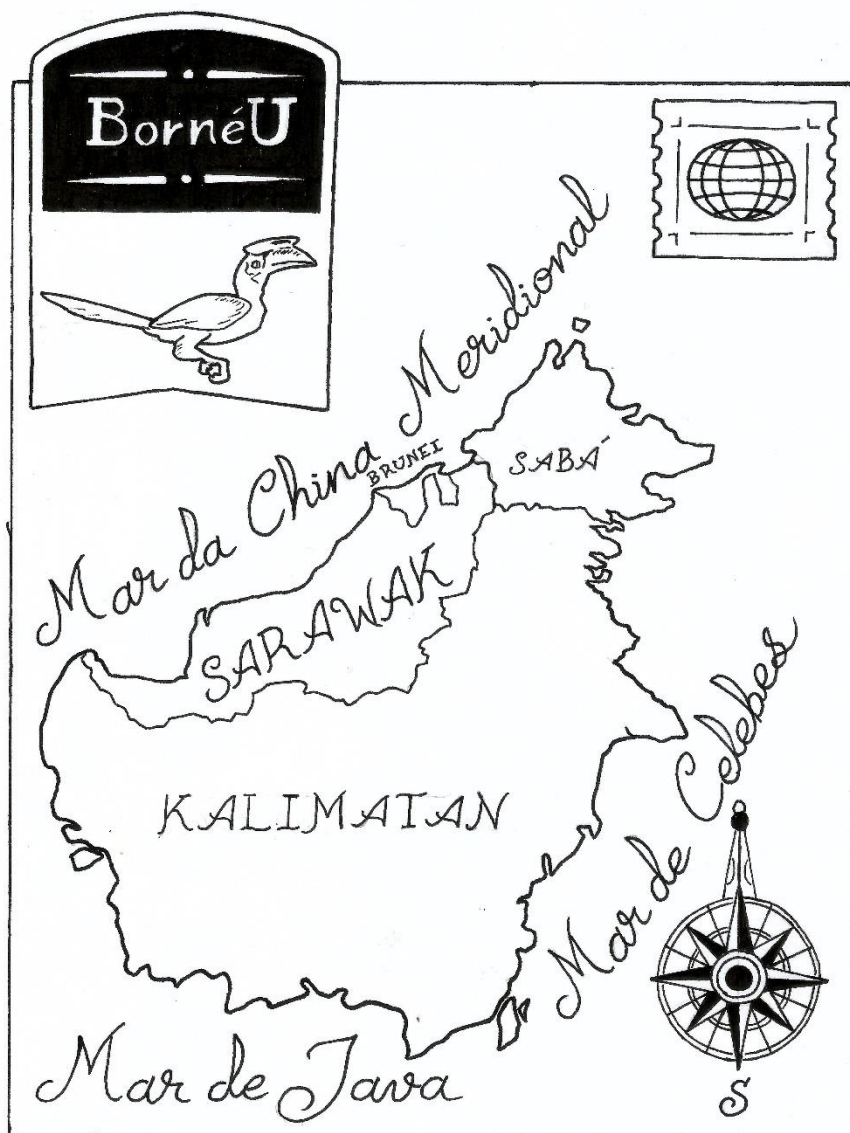 BornéU
Mar da China Meridional
BRUNEI
SABÁ
SARAWAK
KALIMATAN
Mar de Celebes
Mar de Java
S